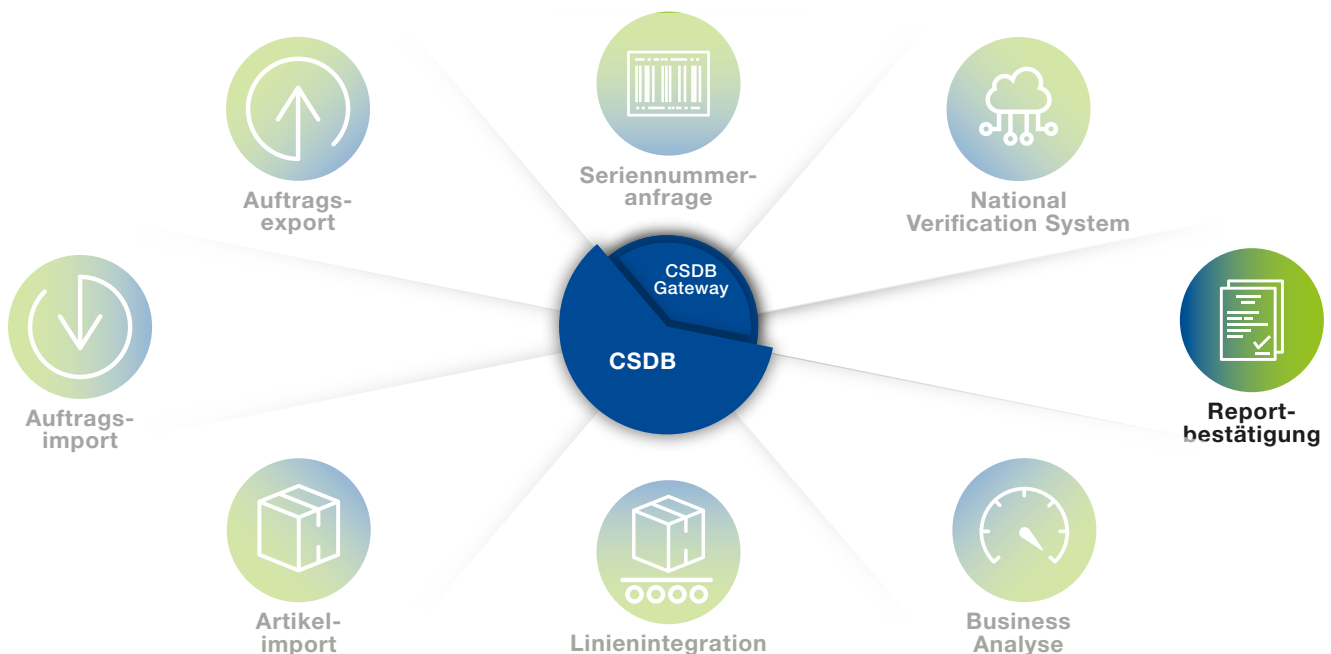 Seriennummer-
anfrage
Auftrags-
export
National
Verification System
CSDB
Gateway
CSDB
Auftrags-
import
Report-
bestätigung
Artikel-
import
Linienintegration
Business
Analyse